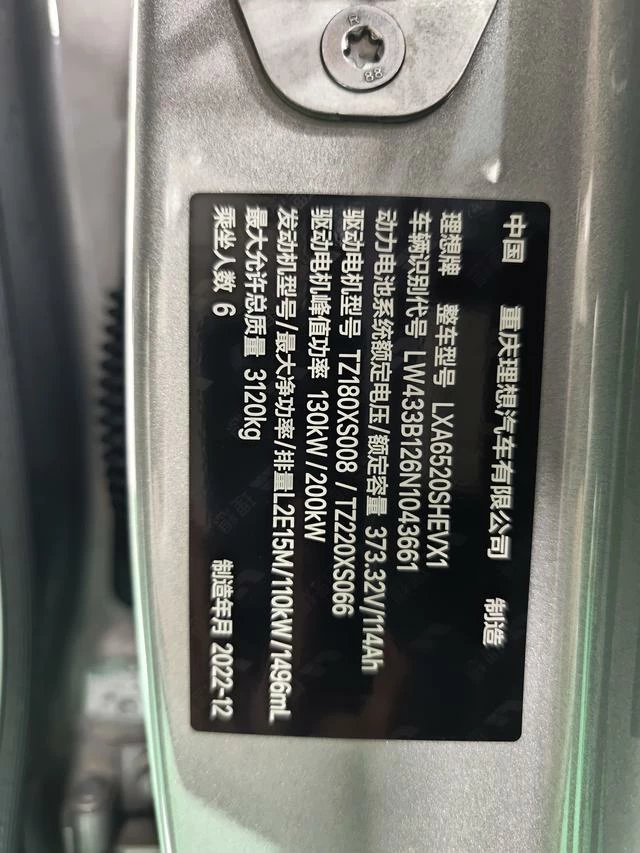 88
中国 重庆理想汽车有限公司 制造
理想牌 整车型号 LXA6520SHEVX1
车辆识别代号 LW433B126N1043661
动力电池系统额定电压/额定容量 373.32V/114Ah
驱动电机型号 TZ180XS008 / TZ220XS066
驱动电机峰值功率 130kW/200kW
发动机型号/最大净功率/排量L2E15M/110kW/1496mL
最大允许总质量 3120kg
乘坐人数 6 制造年月 2022-12